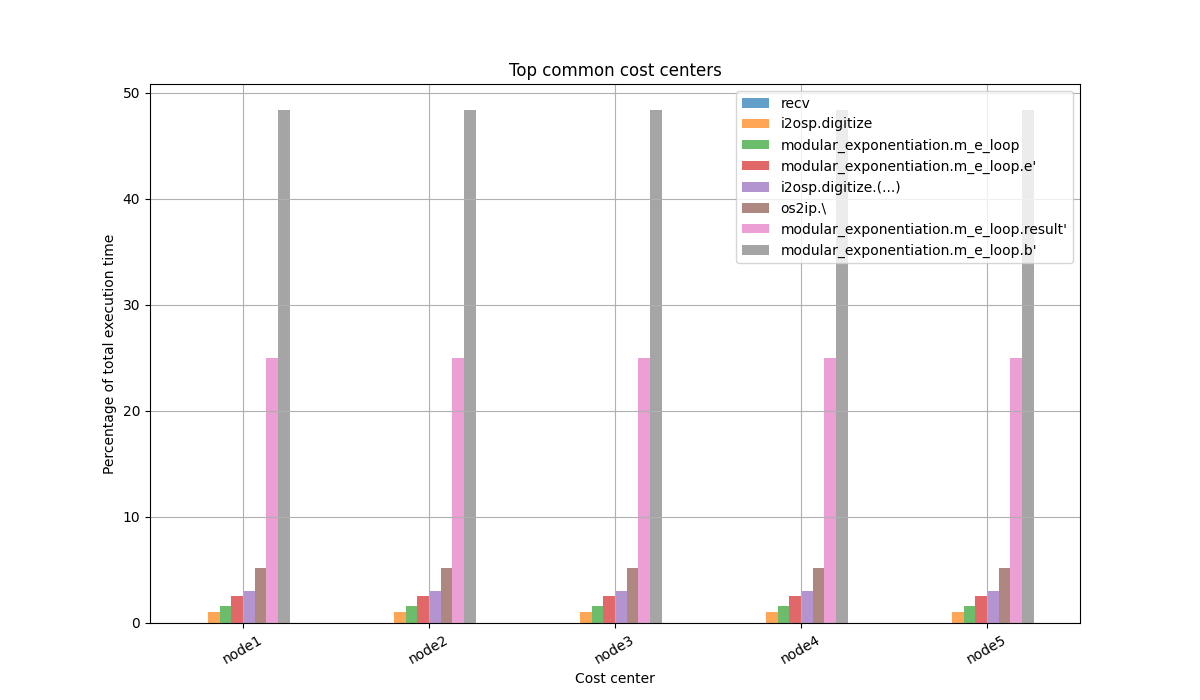 Top common cost centers
50
40
30
20
10
0
Percentage of total execution time
recv
i2osp.digitize
modular_exponentiation.m_e_loop
modular_exponentiation.m_e_loop.e'
i2osp.digitize.(...)
os2ip.\
modular_exponentiation.m_e_loop.result'
modular_exponentiation.m_e_loop.b'
node1
node2
node3
node4
node5
Cost center